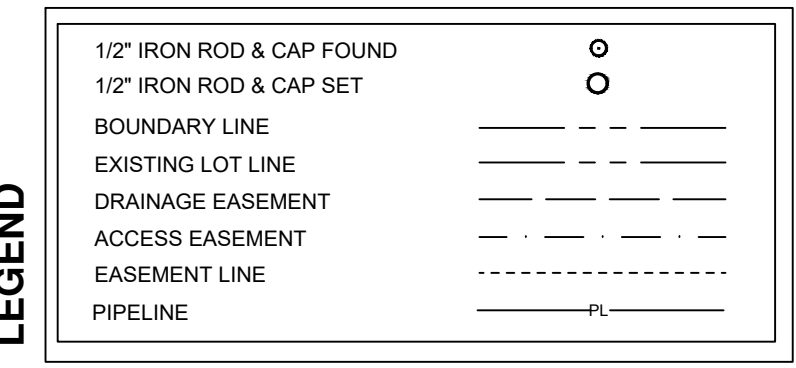 LEGEND
1/2" IRON ROD & CAP FOUND
1/2" IRON ROD & CAP SET
BOUNDARY LINE
EXISTING LOT LINE
DRAINAGE EASEMENT
ACCESS EASEMENT
EASEMENT LINE
PIPELINE PL